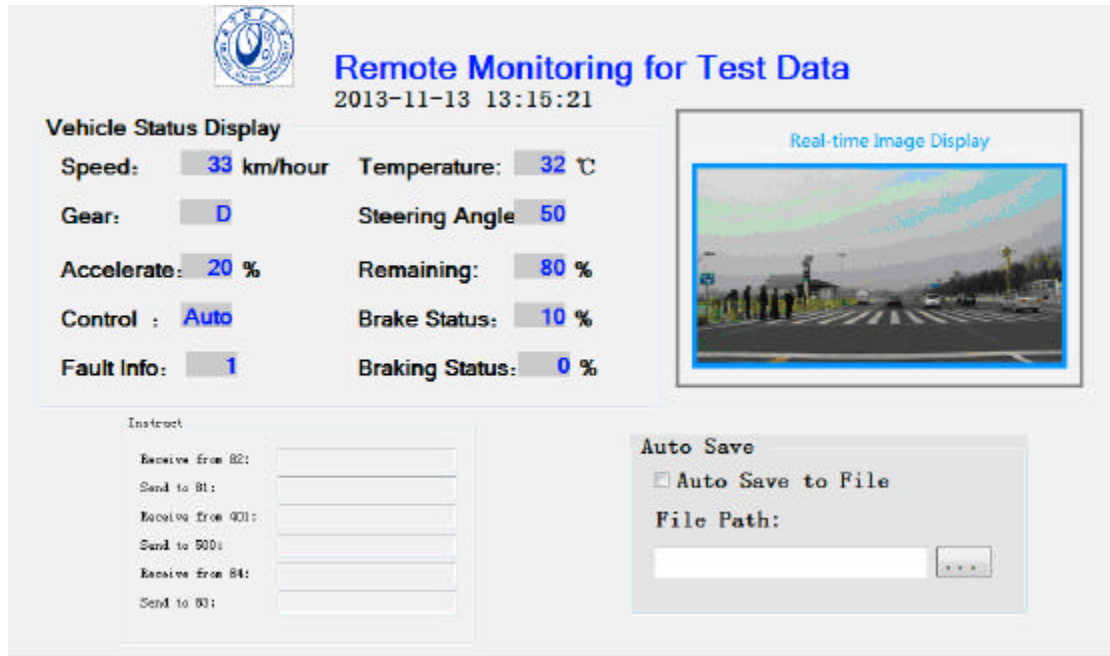 Remote Monitoring for Test Data
2013-11-13 13:15:21
Vehicle Status Display
Speed: 33 km/hour Temperature: 32 ℃
Gear: D Steering Angle 50
Accelerate: 20 % Remaining: 80 %
Control : Auto Brake Status: 10 %
Fault Info: 1 Braking Status: 0 %
Real-time Image Display
Instruct
Receive from 82:
Send to 81:
Receive from 401:
Send to 500:
Receive from 84:
Send to 83:
Auto Save
Auto Save to File
File Path:
...